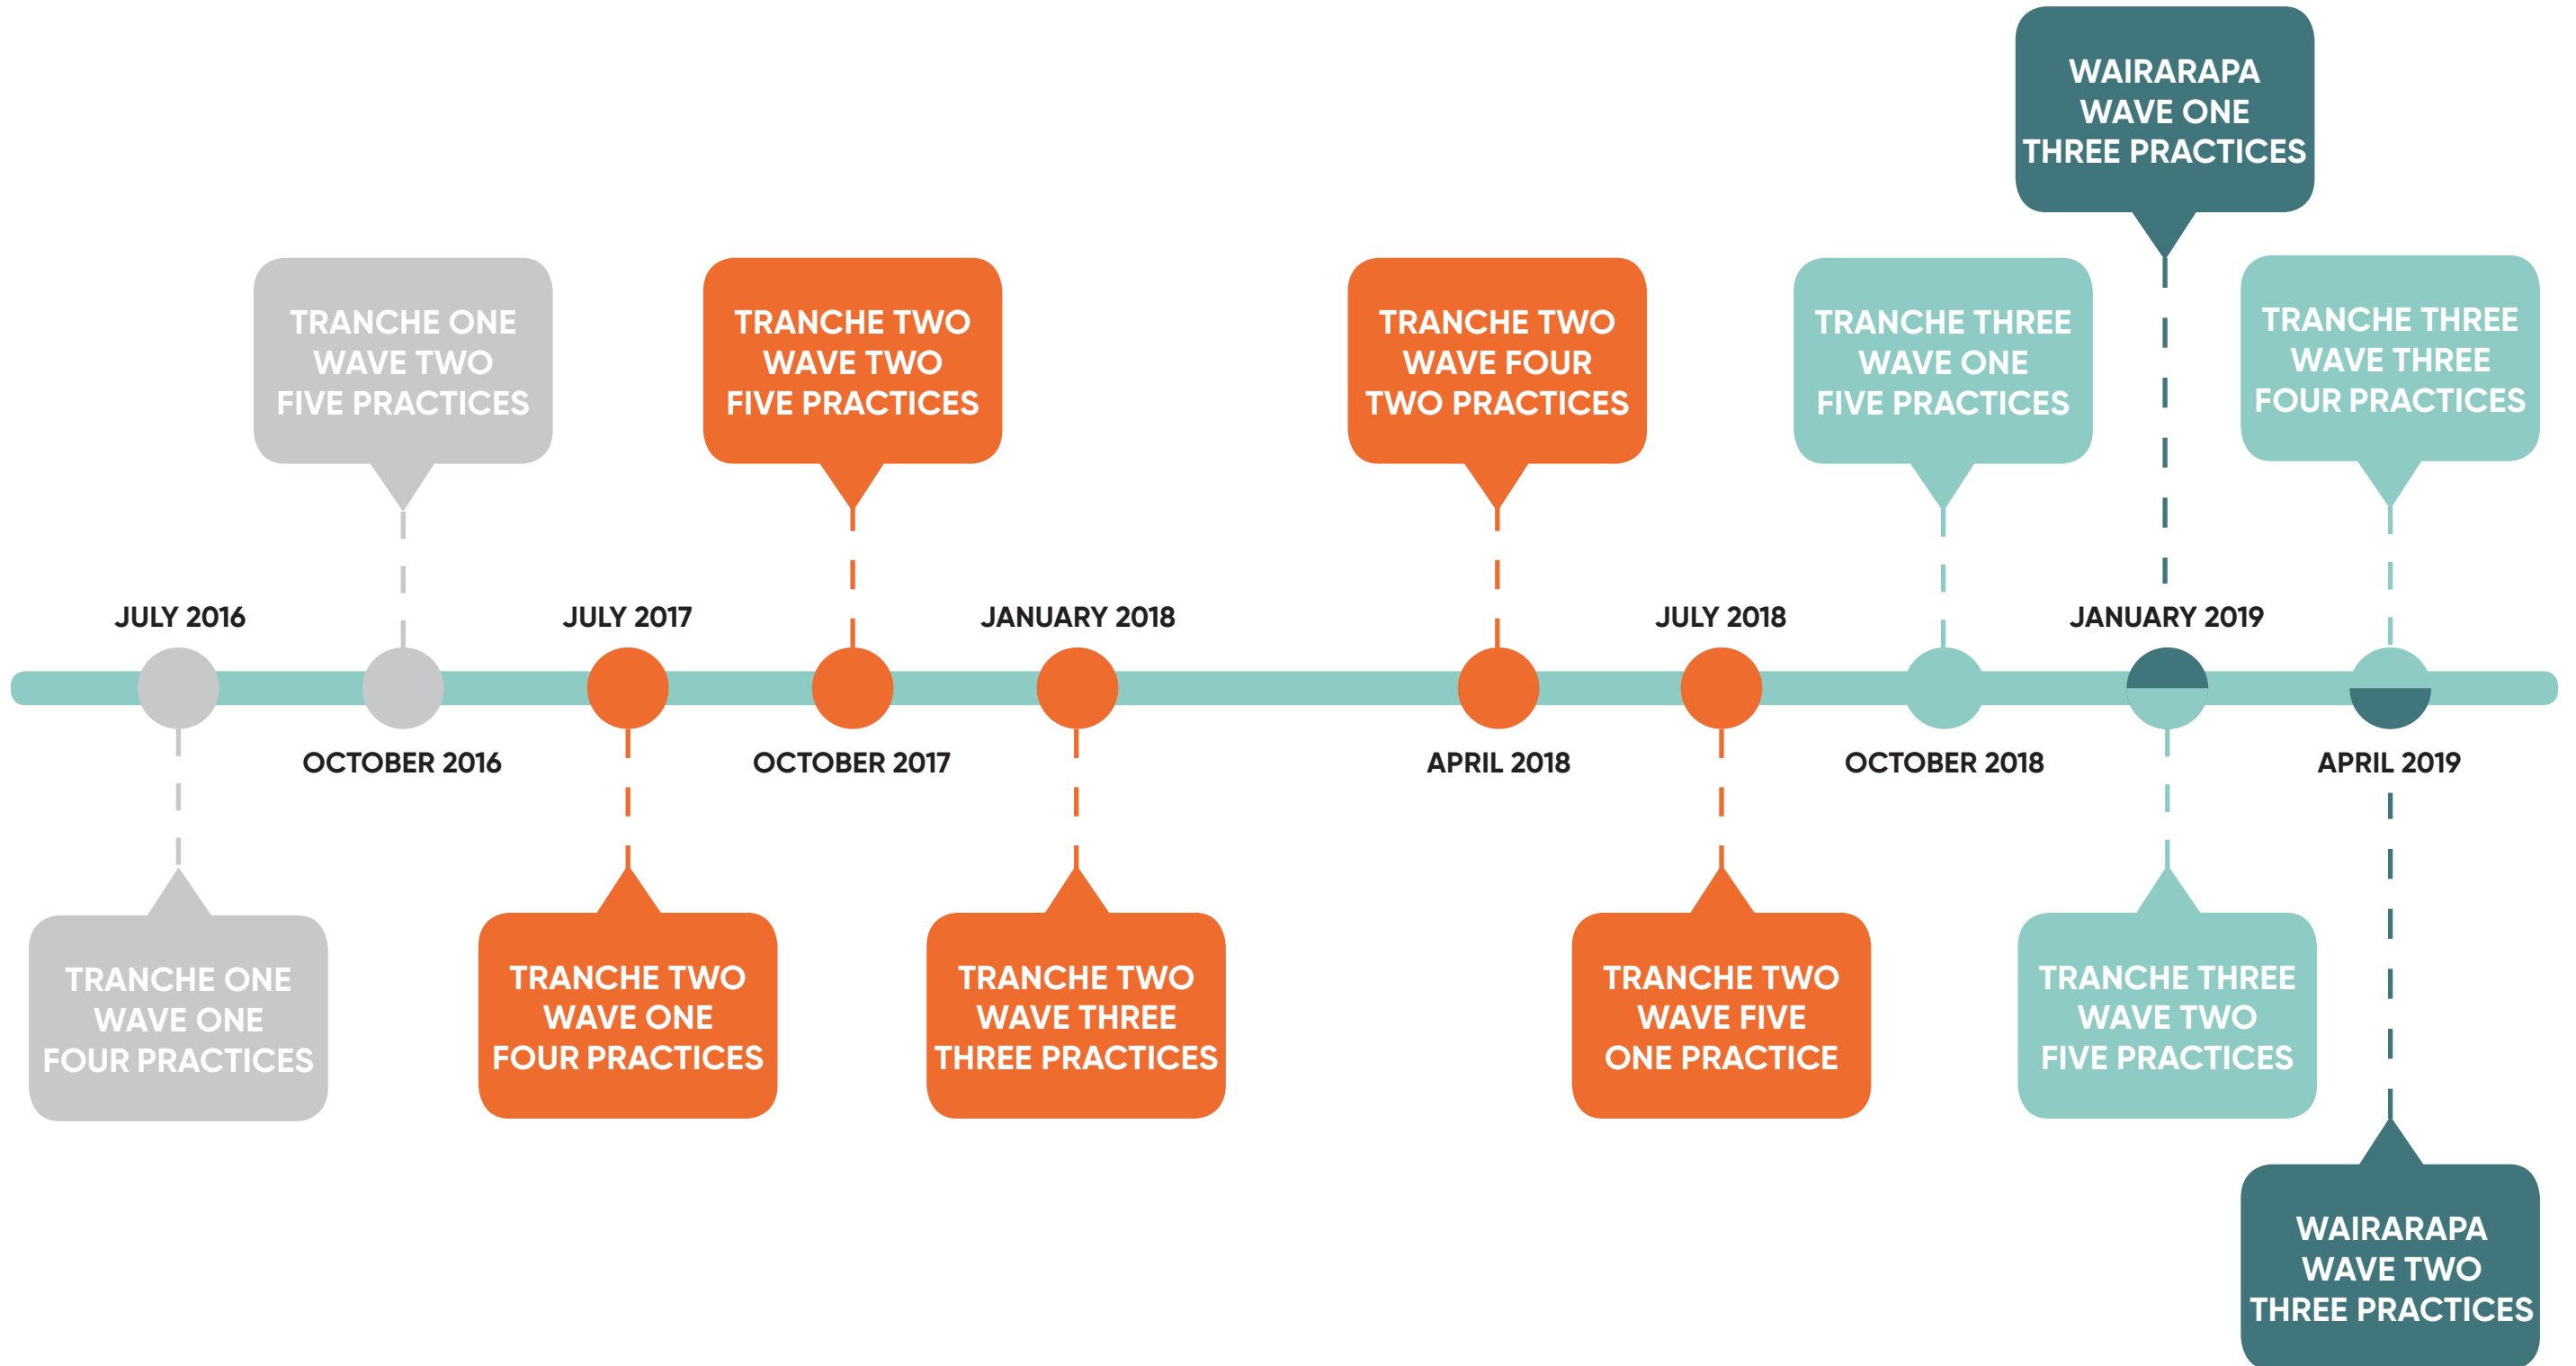 WAIRARAPA
WAVE ONE
THREE PRACTICES
TRANCHE ONE
WAVE TWO
FIVE PRACTICES
TRANCHE TWO
WAVE TWO
FIVE PRACTICES
TRANCHE TWO
WAVE FOUR
TWO PRACTICES
TRANCHE THREE
WAVE ONE
FIVE PRACTICES
TRANCHE THREE
WAVE THREE
FOUR PRACTICES
JULY 2016
JULY 2017
JANUARY 2018
JULY 2018
JANUARY 2019
OCTOBER 2016
OCTOBER 2017
APRIL 2018
OCTOBER 2018
APRIL 2019
TRANCHE ONE
WAVE ONE
FOUR PRACTICES
TRANCHE TWO
WAVE ONE
FOUR PRACTICES
TRANCHE TWO
WAVE THREE
THREE PRACTICES
TRANCHE TWO
WAVE FIVE
ONE PRACTICE
TRANCHE THREE
WAVE TWO
FIVE PRACTICES
WAIRARAPA
WAVE TWO
THREE PRACTICES